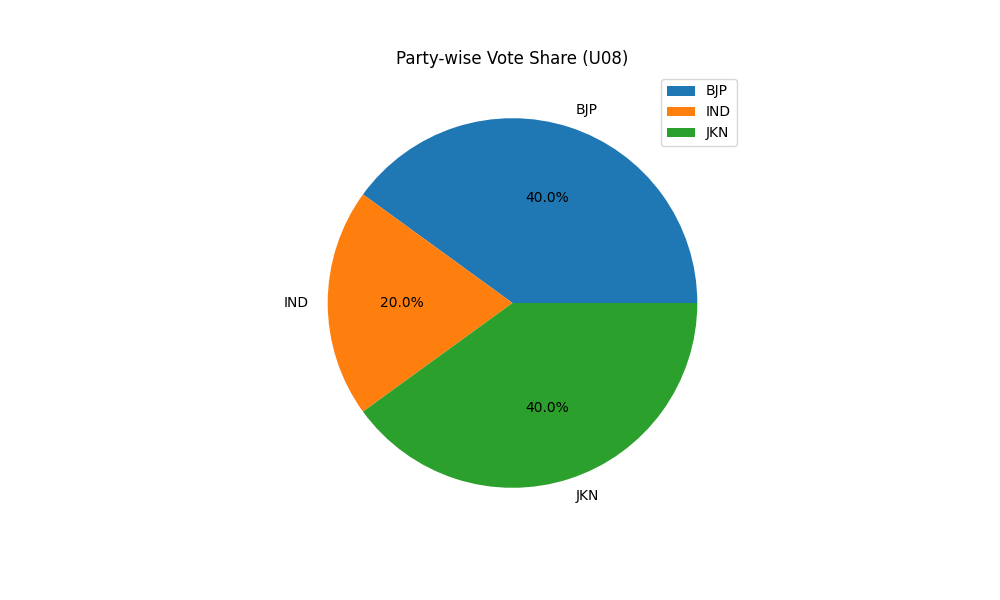 Party-wise Vote Share (U08)
BJP
IND
JKN
BJP
40.0%
IND
20.0%
40.0%
JKN